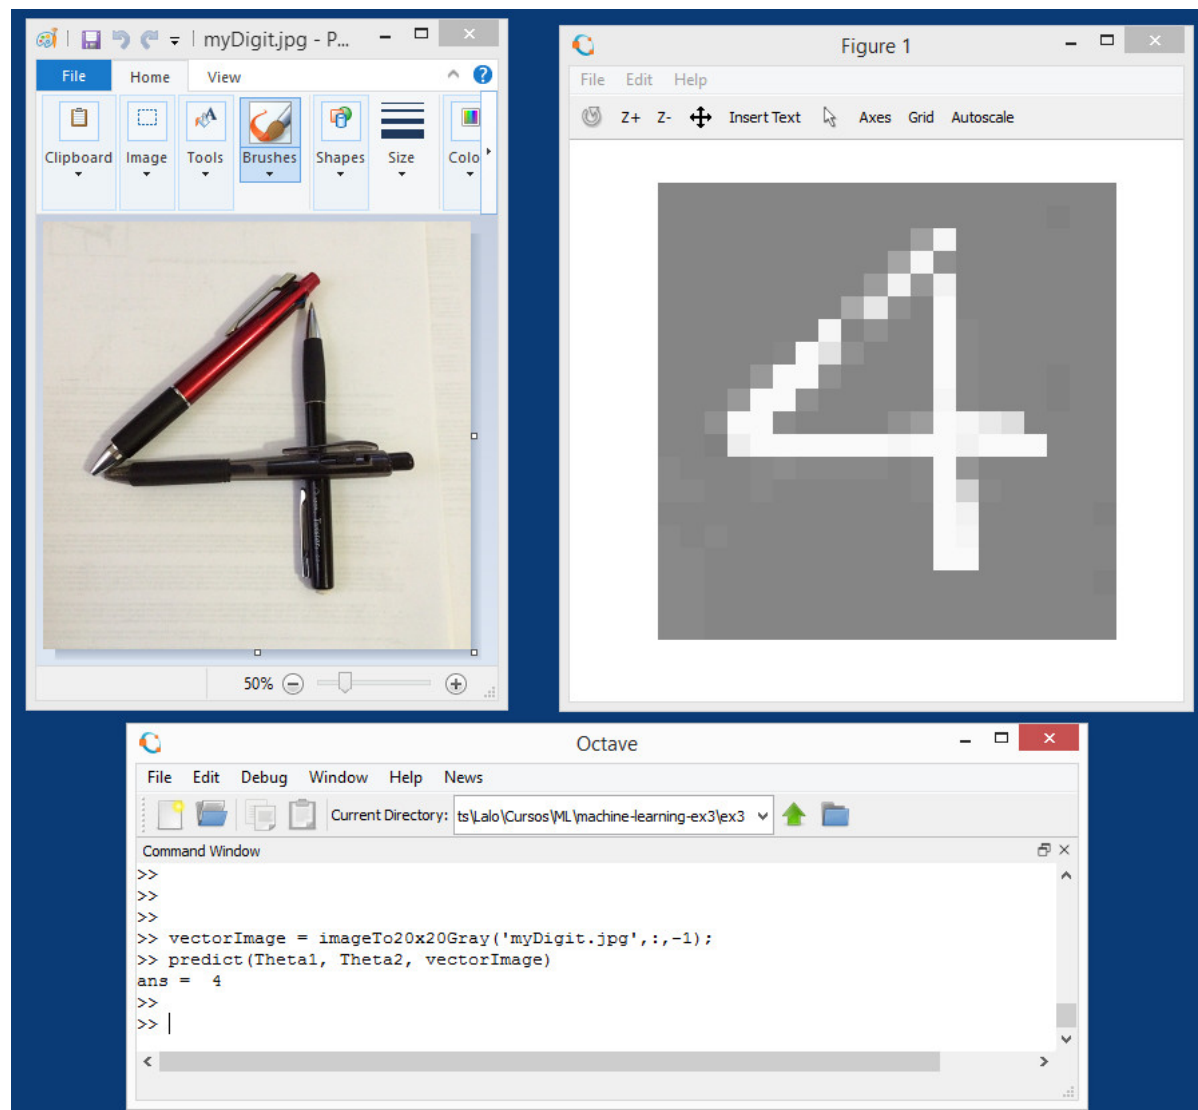 myDigit.jpg - P...
File Home View
Clipboard Image Tools Brushes Shapes Size Colo
50%
Figure 1
File Edit Help
Z+ Z- Insert Text Axes Grid Autoscale
Octave
File Edit Debug Window Help News
Current Directory: ts\Lalo\Cursos\ML\machine-learning-ex3\ex3
Command Window
>>
>>
>>
>> vectorImage = imageTo20x20Gray('myDigit.jpg',:,-1);
>> predict(Theta1, Theta2, vectorImage)
ans =  4
>>
>>